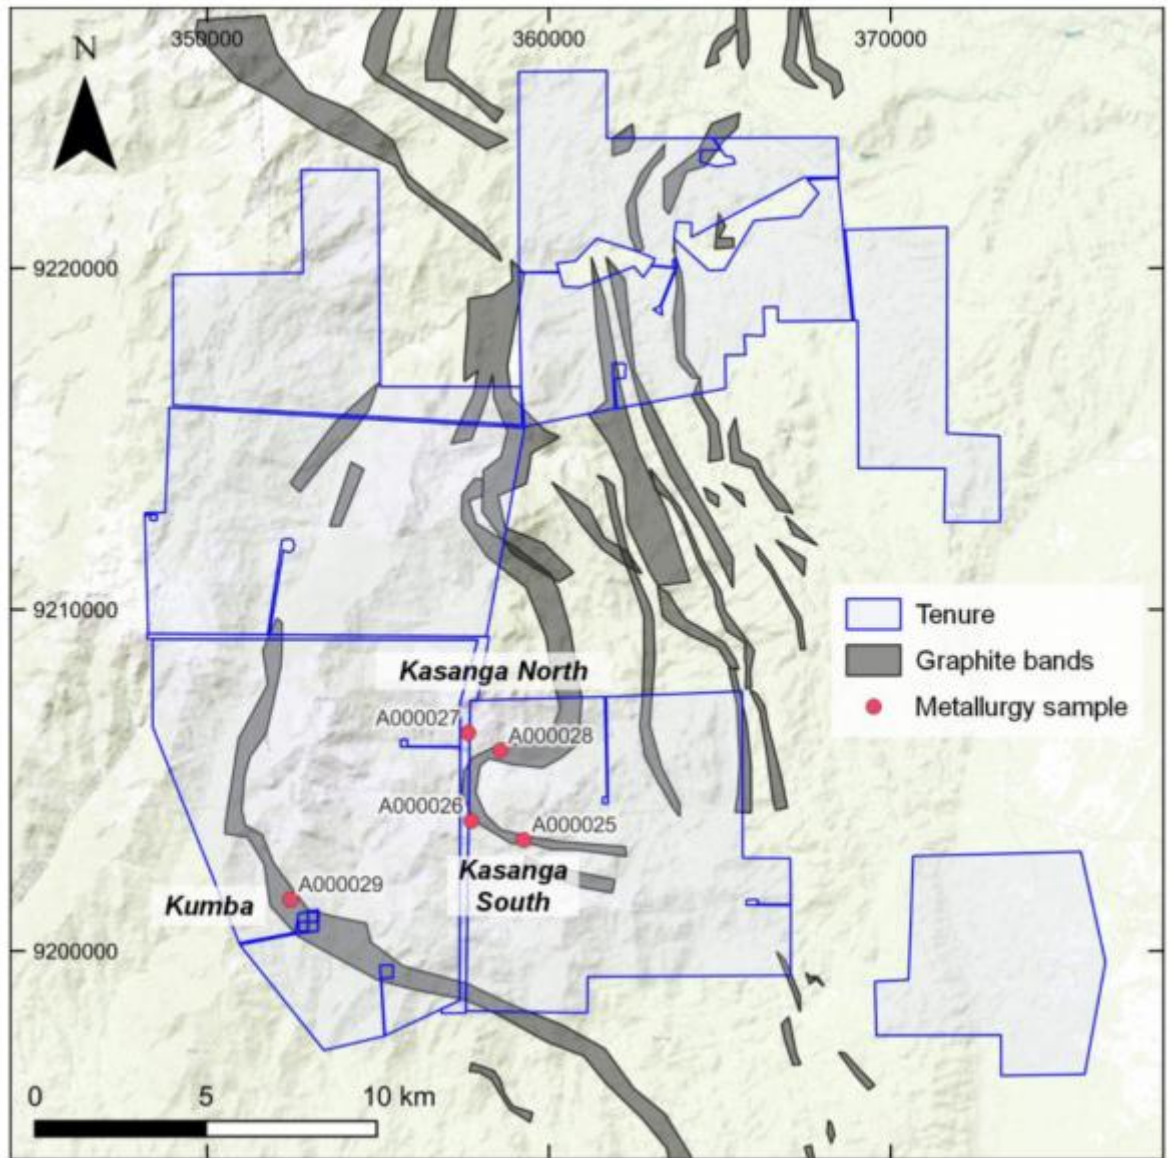 N
350000
360000
370000
9220000
9210000
Tenure
Graphite bands
Metallurgy sample
Kasanga North
A000027
A000028
A000026
A000025
Kasanga
South
A000029
Kumba
9200000
0 5 10 km